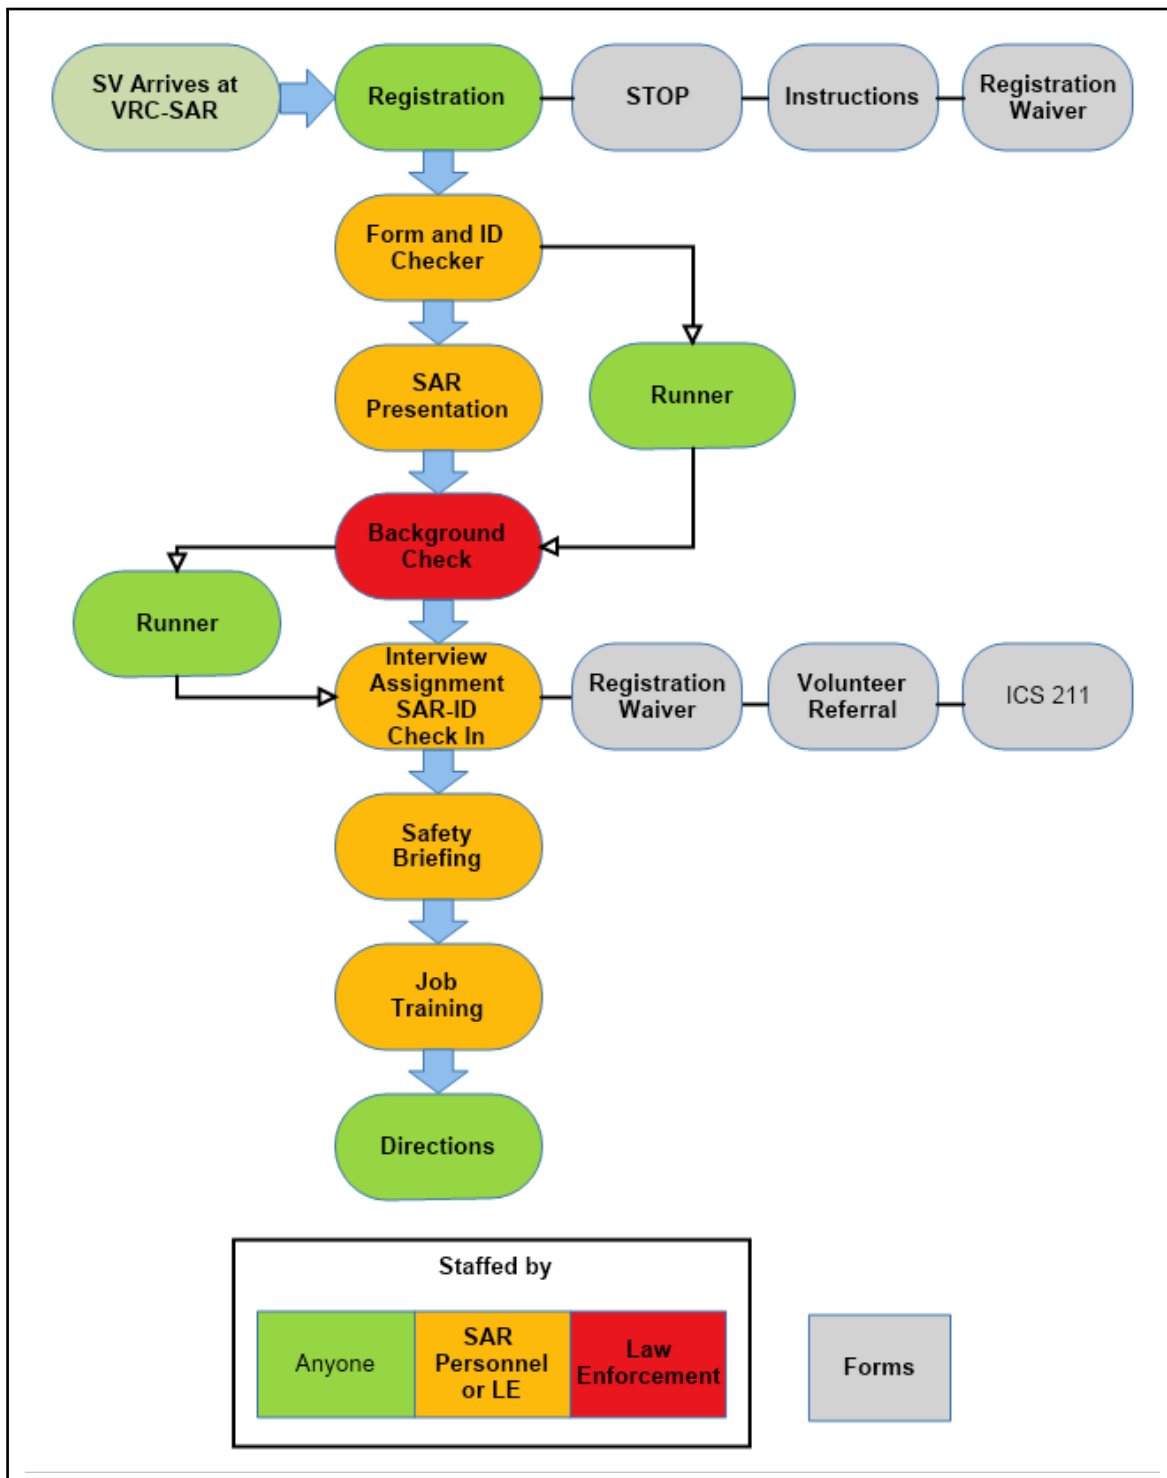 SV Arrives at
VRC-SAR
Registration
STOP
Instructions
Registration
Waiver
Form and ID
Checker
SAR
Presentation
Runner
Background
Check
Runner
Interview
Assignment
SAR-ID
Check In
Registration
Waiver
Volunteer
Referral
ICS 211
Safety
Briefing
Job
Training
Directions
Staffed by
Anyone
SAR
Personnel
or LE
Law
Enforcement
Forms